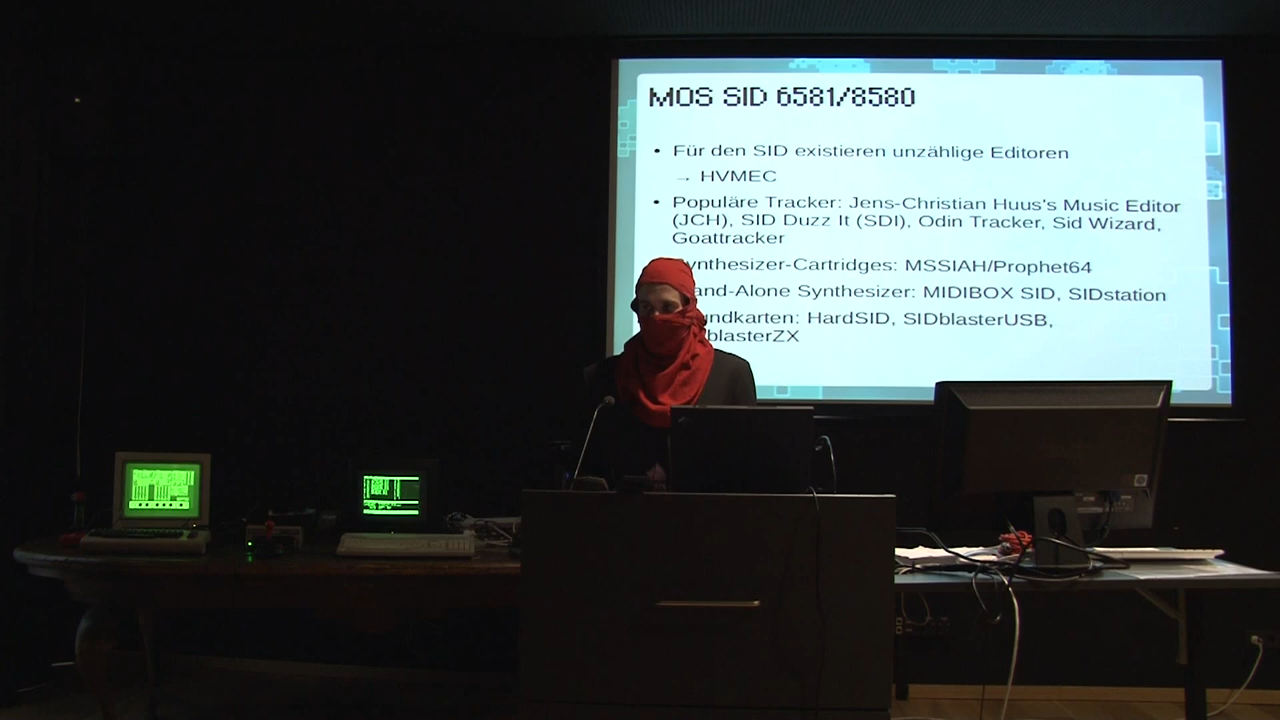 MOS SID 6581/8580
• Für den SID existieren unzählige Editoren
→ HVMEC
• Populäre Tracker: Jens-Christian Huus's Music Editor
(JCH), SID Duzz It (SDI), Odin Tracker, Sid Wizard,
Goattracker
ynthesizer-Cartridges: MSSIAH/Prophet64
and-Alone Synthesizer: MIDIBOX SID, SIDstation
undkarten: HardSID, SIDblasterUSB,
blasterZX